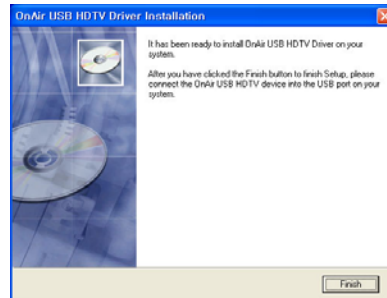 OnAir USB HDTV Driver Installation
It has been ready to install OnAir USB HDTV Driver on your
system.
After you have clicked the Finish button to finish Setup, please
connect the OnAir USB HDTV device into the USB port on your
system.
Finish